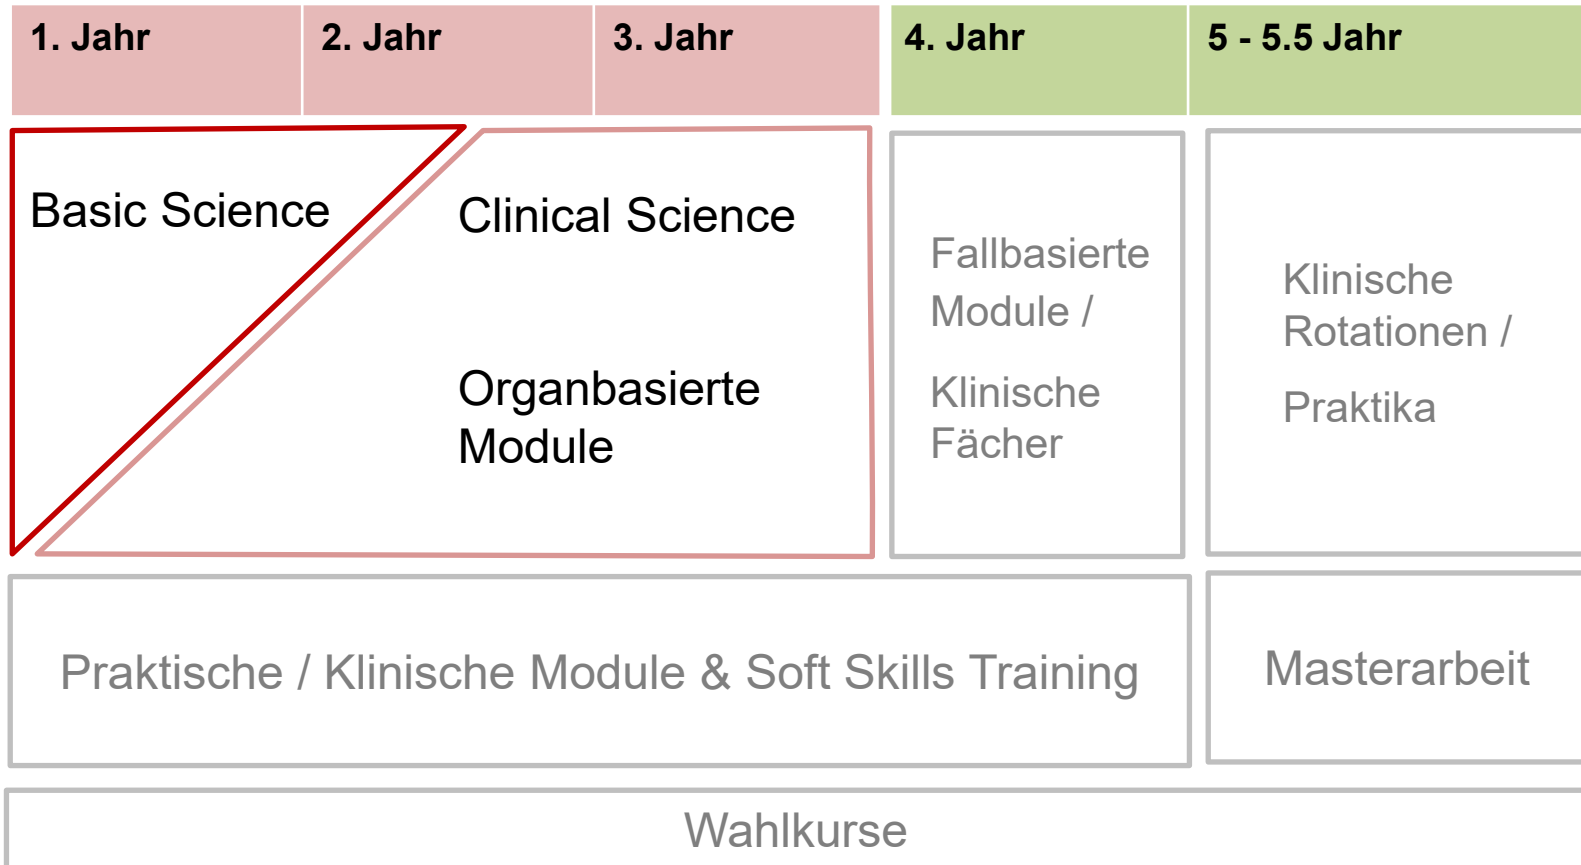 1. Jahr
2. Jahr
3. Jahr
4. Jahr
5 - 5.5 Jahr
Basic Science
Clinical Science
Organbasierte
Module
Fallbasierte
Module /
Klinische
Fächer
Klinische
Rotationen /
Praktika
Praktische / Klinische Module & Soft Skills Training
Masterarbeit
Wahlkurse